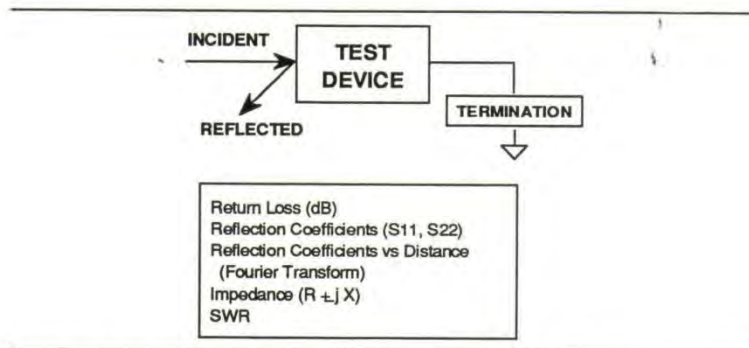 INCIDENT
TEST
DEVICE
REFLECTED
TERMINATION
Return Loss (dB)
Reflection Coefficients (S11, S22)
Reflection Coefficients vs Distance
(Fourier Transform)
Impedance (R ± j X)
SWR